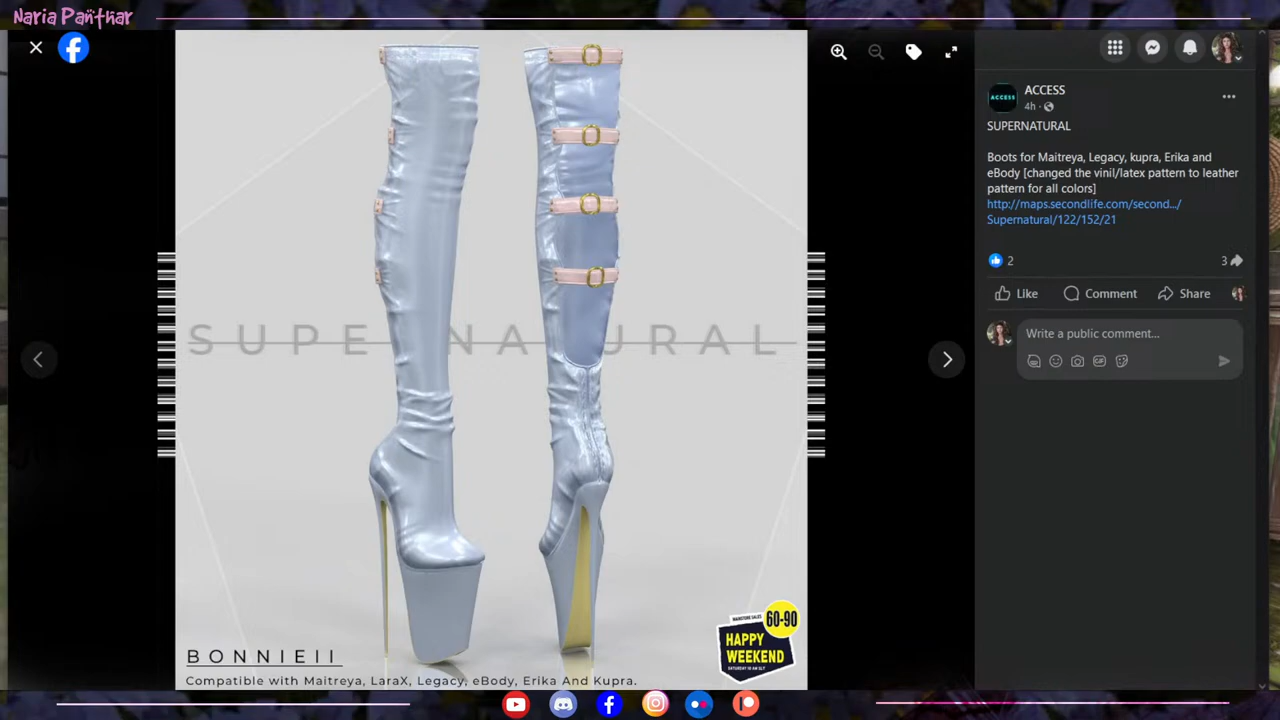 Naria Panthar
ACCESS
4h
SUPERNATURAL
Boots for Maitreya, Legacy, kupra, Erika and
eBody [changed the vinil/latex pattern to leather
pattern for all colors]
http://maps.secondlife.com/second.../
Supernatural/122/152/21
2
3
Like
Comment
Share
Write a public comment...
SUPERNATURAL
MAINSTORE SALES
60-90
HAPPY
WEEKEND
BONNIEII
Compatible with Maitreya, LaraX, Legacy, eBody, Erika And Kupra.